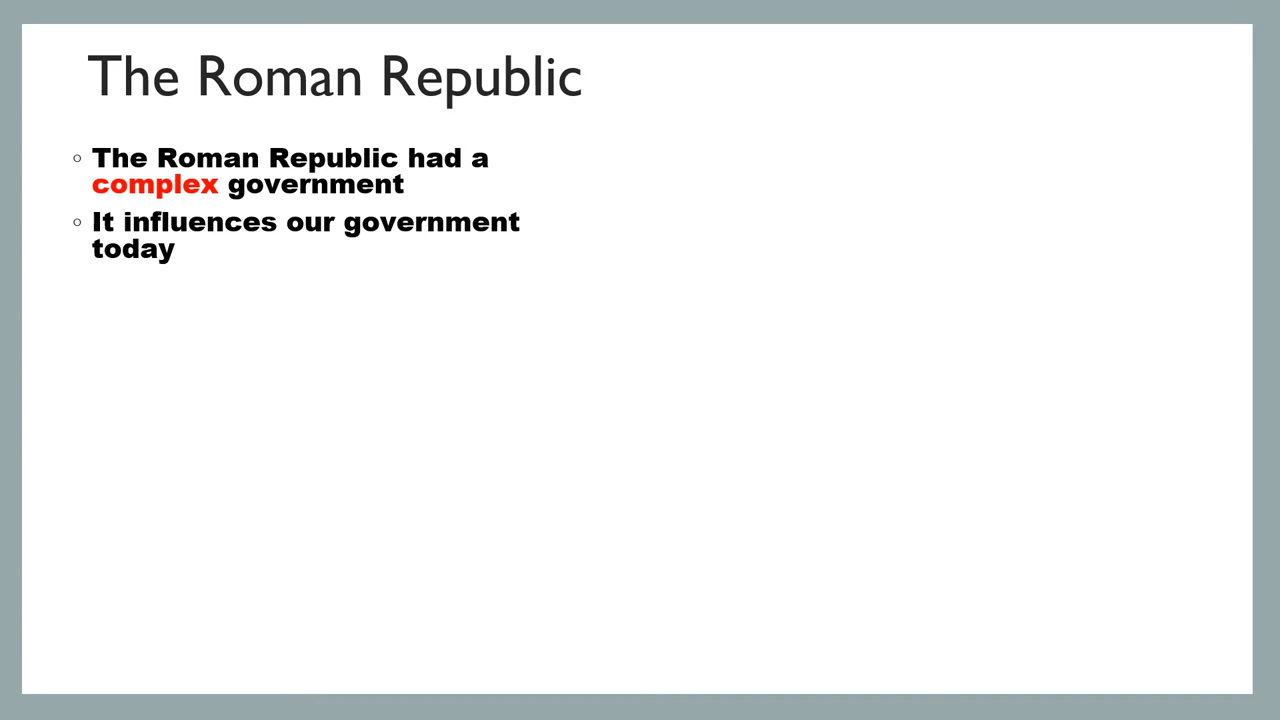 The Roman Republic
The Roman Republic had a
complex government
It influences our government
today